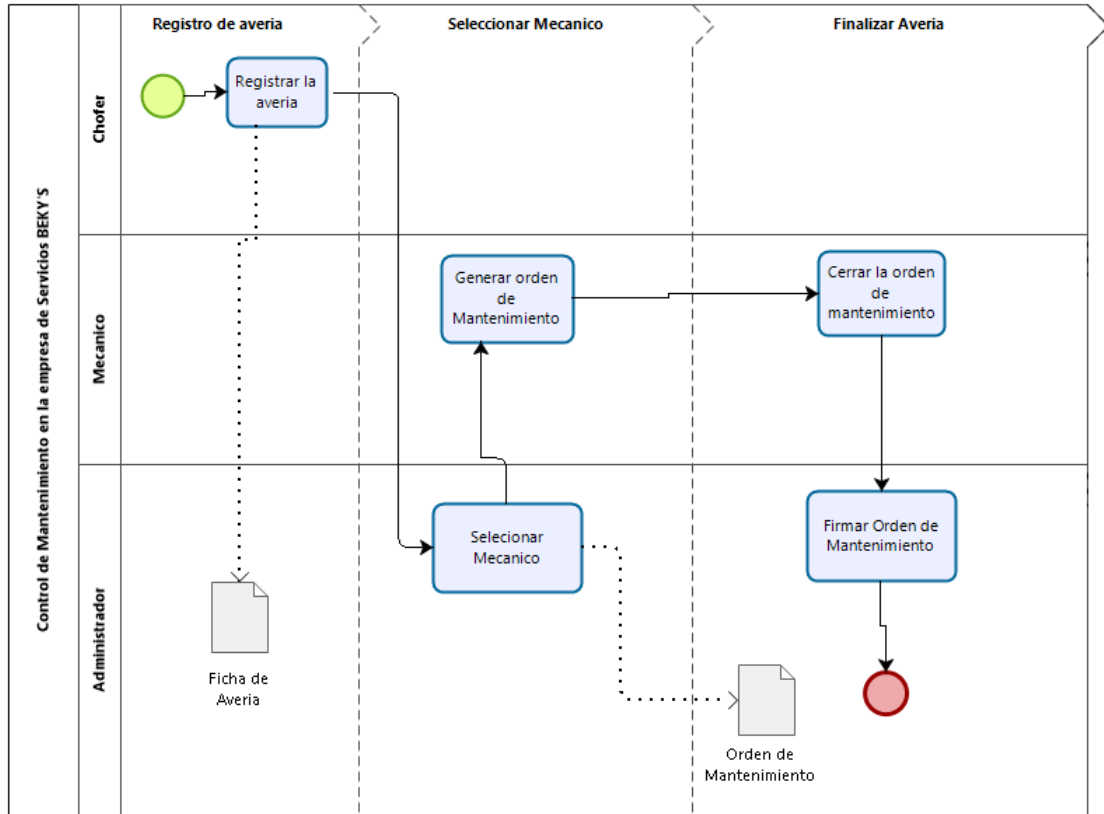 Registro de averia
Seleccionar Mecanico
Finalizar Averia
Control de Mantenimiento en la empresa de Servicios BEKY'S
Chofer
Registrar la
averia
Mecanico
Generar orden
de
Mantenimiento
Cerrar la orden
de
mantenimiento
Administrador
Selecionar
Mecanico
Firmar Orden de
Mantenimiento
Ficha de
Averia
Orden de
Mantenimiento